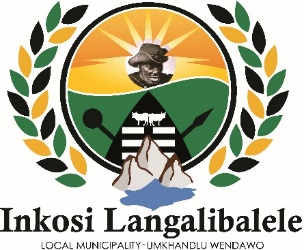 Inkosi Langalibalele
LOCAL MUNICIPALITY-UMKHANDLU WENDAWO